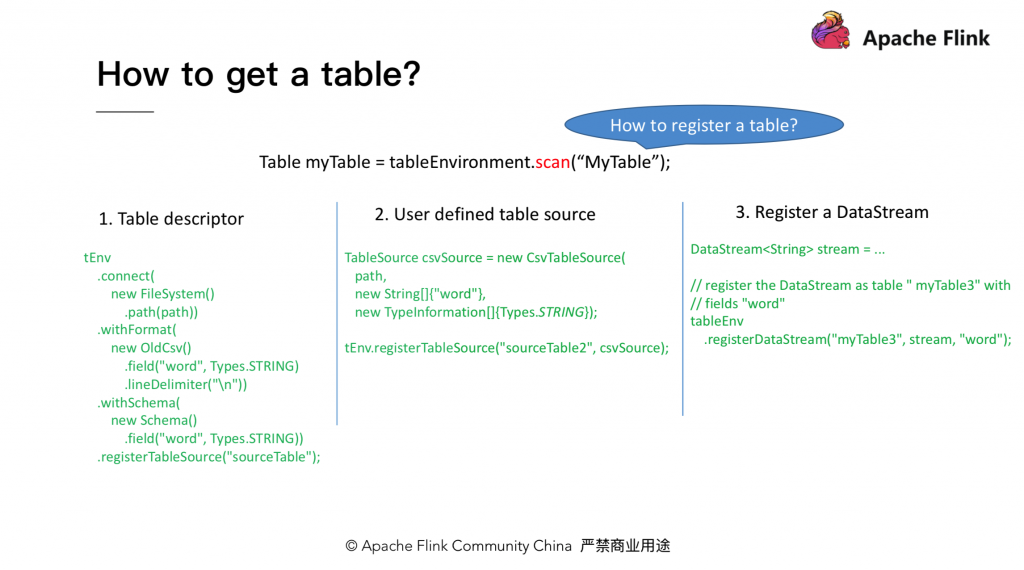 Apache Flink
How to get a table?
How to register a table?
Table myTable = tableEnvironment.scan(“MyTable”);
1. Table descriptor
tEnv
.connect(
new FileSystem()
.path(path))
.withFormat(
new OldCsv()
.field("word", Types.STRING)
.lineDelimiter("\n"))
.withSchema(
new Schema()
.field("word", Types.STRING))
.registerTableSource("sourceTable");
2. User defined table source
TableSource csvSource = new CsvTableSource(
path,
new String[]{"word"},
new TypeInformation[]{Types.STRING});
tEnv.registerTableSource("sourceTable2", csvSource);
3. Register a DataStream
DataStream<String> stream = ...
// register the DataStream as table " myTable3" with
// fields "word"
tableEnv
.registerDataStream("myTable3", stream, "word");
© Apache Flink Community China 严禁商业用途